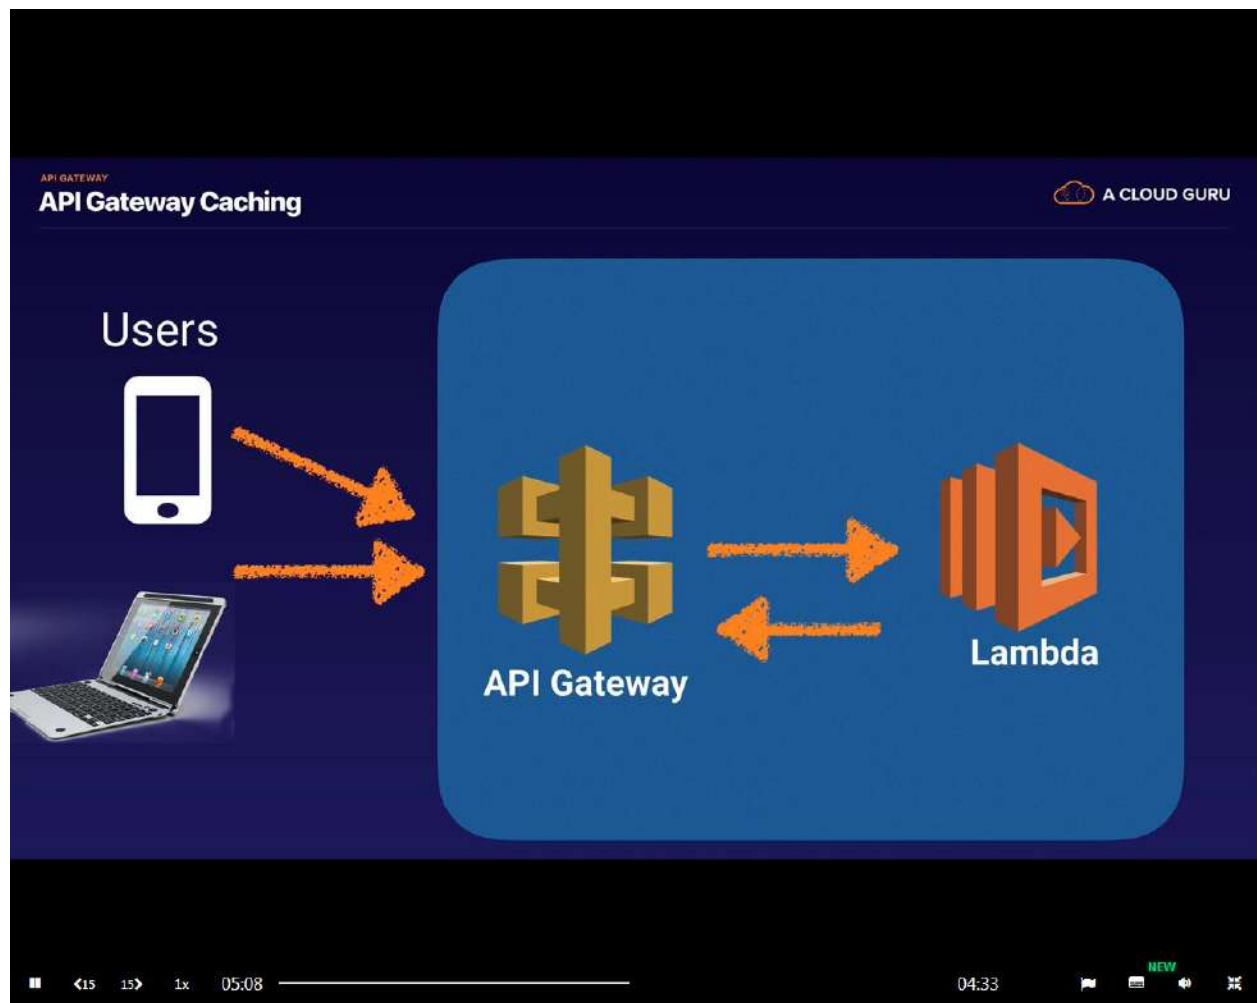 API GATEWAY
API Gateway Caching
A CLOUD GURU
Users
API Gateway
Lambda
NEW
15
15
1x
05:08
04:33